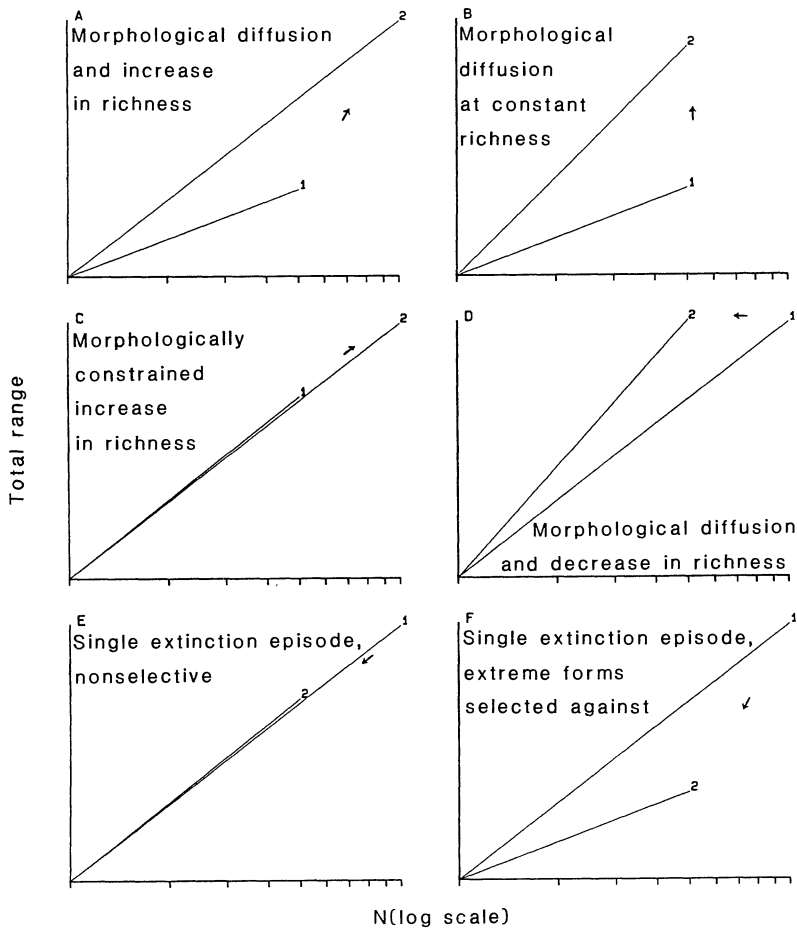 A
Morphological diffusion
and increase
in richness
2
1
B
Morphological
diffusion
at constant
richness
2
1
C
Morphologically
constrained
increase
in richness
2
1
D
2
1
Morphological diffusion
and decrease in richness
E
Single extinction episode,
nonselective
1
2
F
Single extinction episode,
extreme forms
selected against
1
2
Total range
N(log scale)